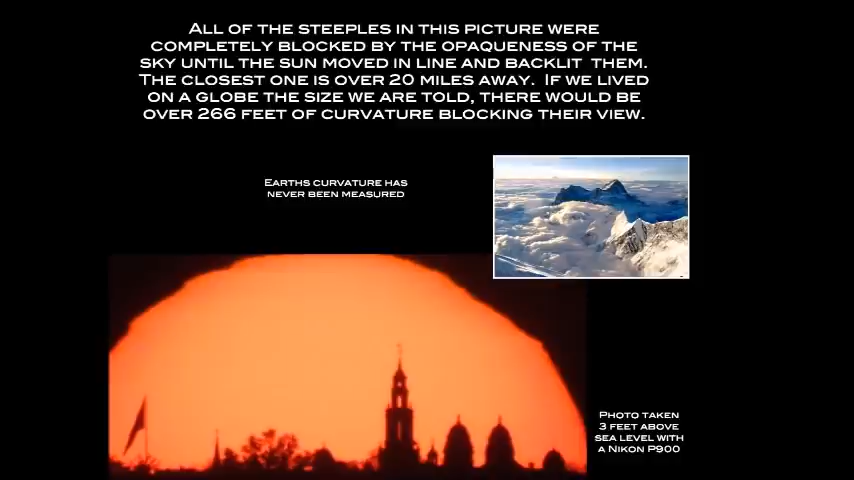 All of the steeples in this picture were
completely blocked by the opaqueness of the
sky until the sun moved in line and backlit them.
The closest one is over 20 miles away. If we lived
on a globe the size we are told, there would be
over 266 feet of curvature blocking their view.
Earths curvature has
never been measured
Photo taken
3 feet above
sea level with
a Nikon P900